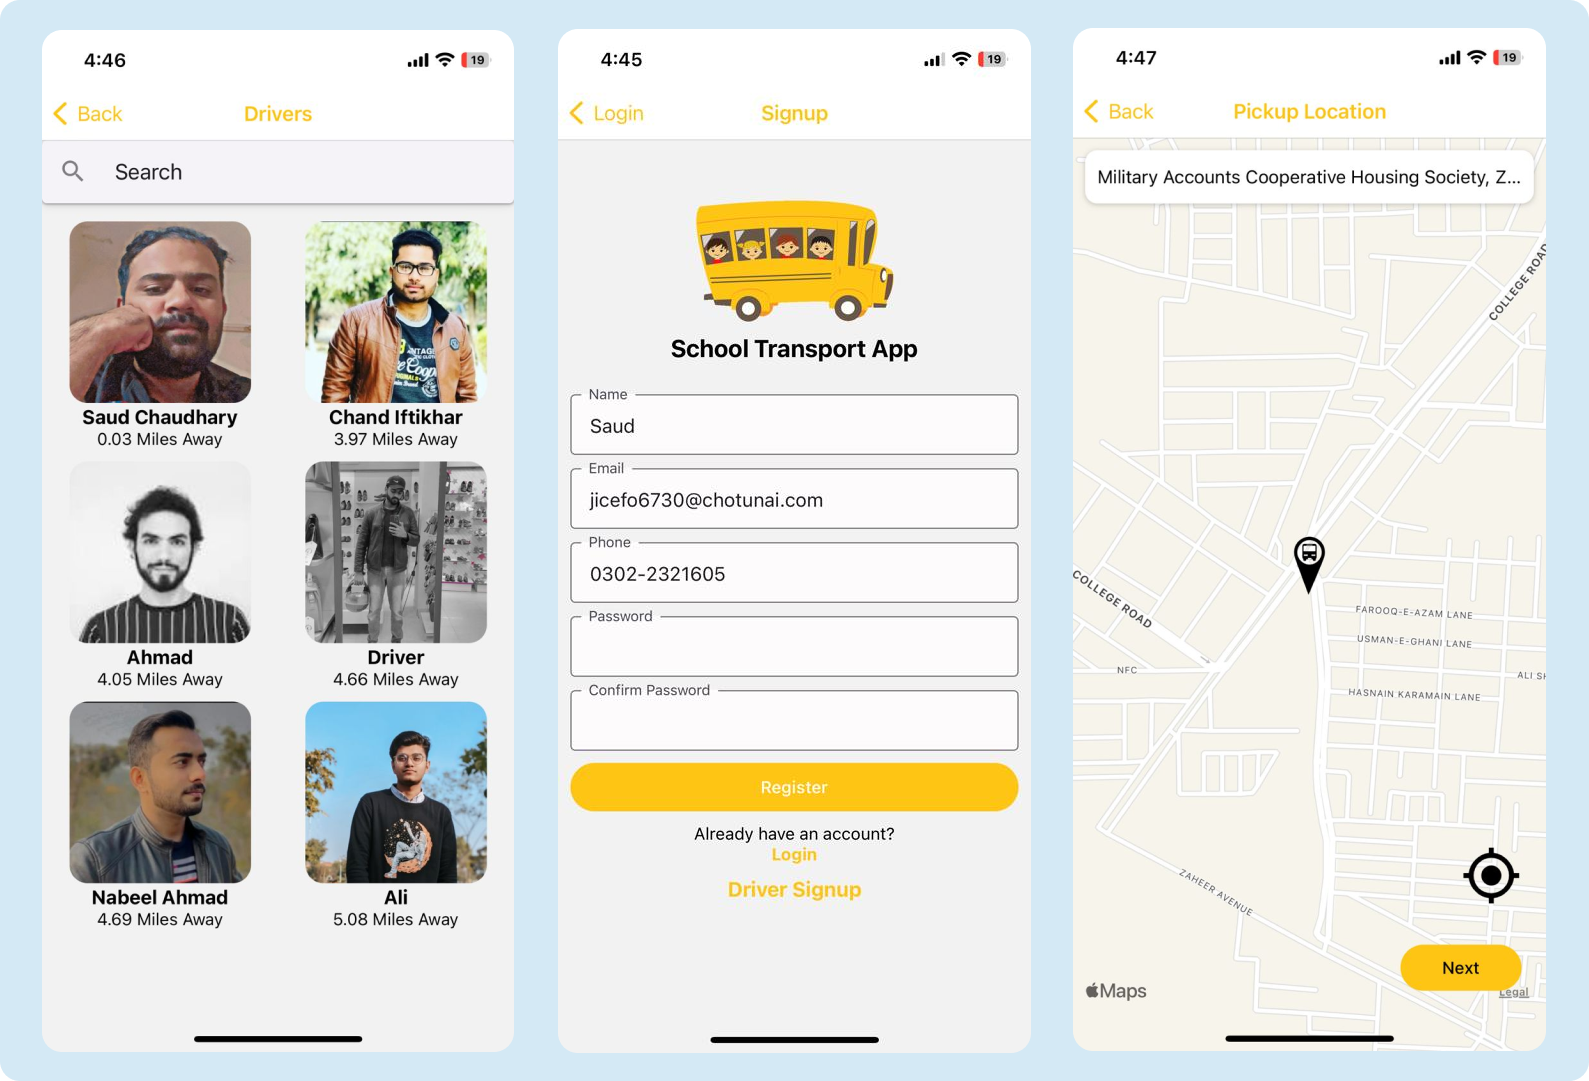 4:46
19
Back
Drivers
Search
Saud Chaudhary
0.03 Miles Away
Chand Iftikhar
3.97 Miles Away
Ahmad
4.05 Miles Away
Driver
4.66 Miles Away
Nabeel Ahmad
4.69 Miles Away
Ali
5.08 Miles Away
4:45
19
Login
Signup
School Transport App
Name
Saud
Email
jicefo6730@chotunai.com
Phone
0302-2321605
Password
Confirm Password
Register
Already have an account?
Login
Driver Signup
4:47
19
Back
Pickup Location
Military Accounts Cooperative Housing Society, Z...
COLLEGE ROAD
COLLEGE ROAD
FAROOQ-E-AZAM LANE
USMAN-E-GHANI LANE
NFC
ALI SH
HASNAIN KARAMAIN LANE
ZAHEER AVENUE
Next
Maps
Legal